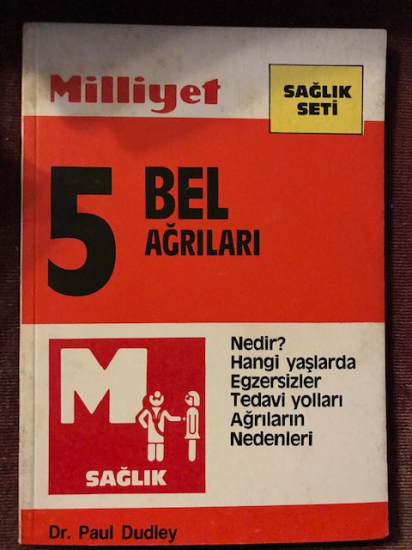 Milliyet
SAĞLIK
SETİ
5
BEL
AĞRILARI
Nedir?
Hangi yaşlarda
Egzersizler
Tedavi yolları
Ağrıların
Nedenleri
M
SAĞLIK
Dr. Paul Dudley